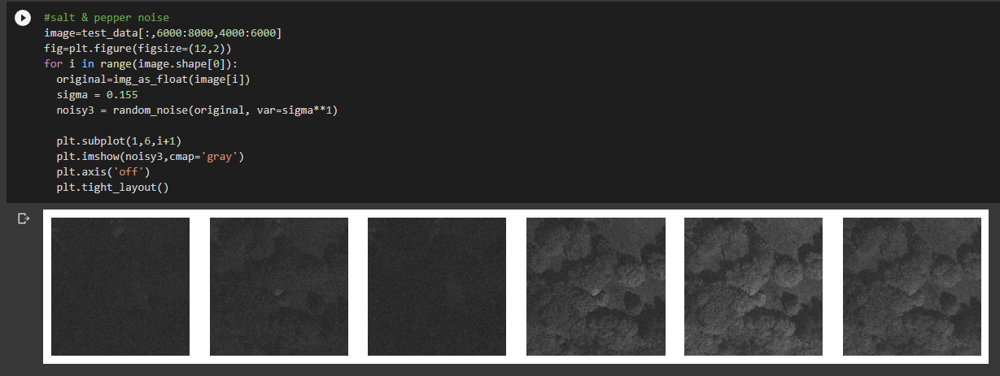 #salt & pepper noise
image=test_data[:,6000:8000,4000:6000]
fig=plt.figure(figsize=(12,2))
for i in range(image.shape[0]):
  original=img_as_float(image[i])
  sigma = 0.155
  noisy3 = random_noise(original, var=sigma**1)

  plt.subplot(1,6,i+1)
  plt.imshow(noisy3,cmap='gray')
  plt.axis('off')
  plt.tight_layout()